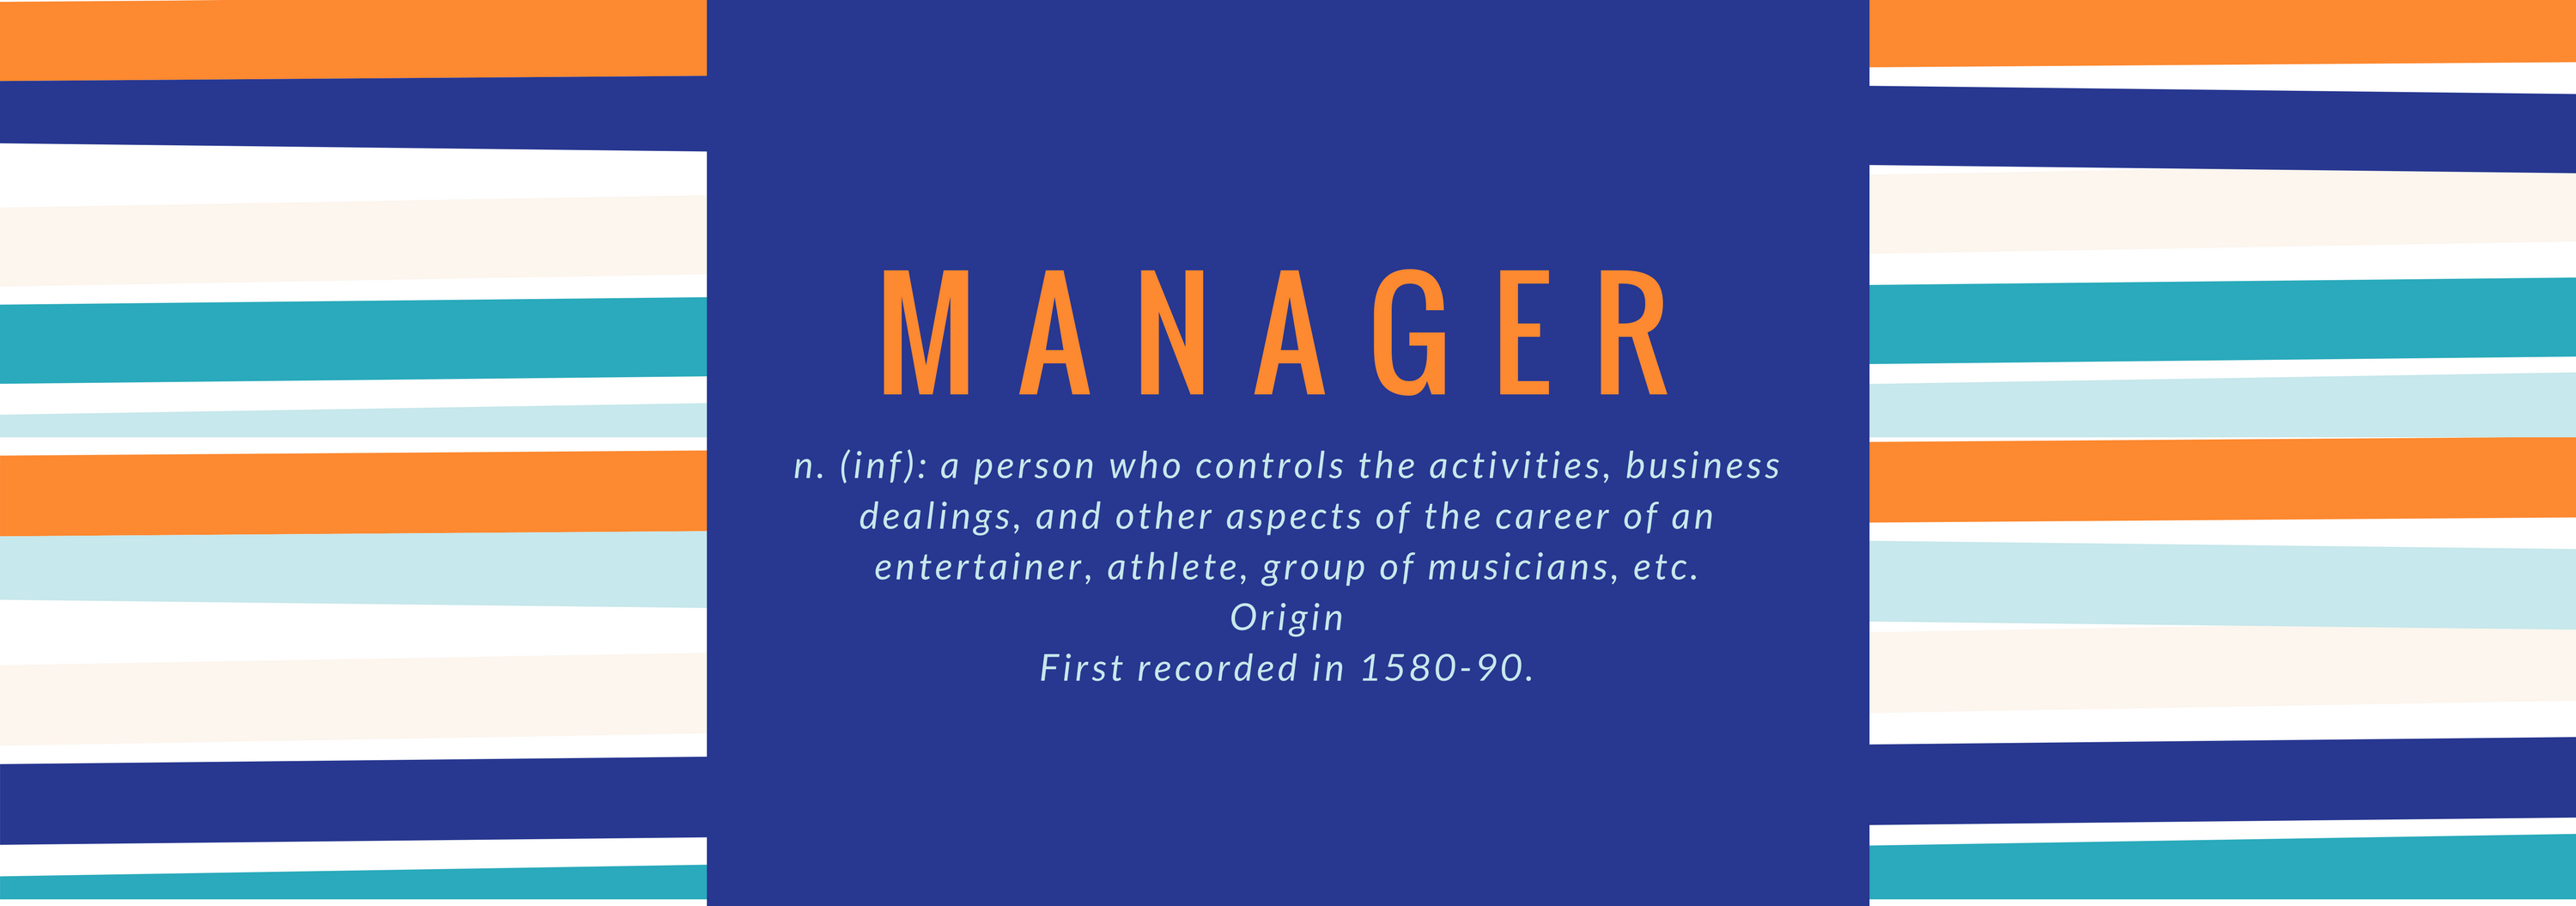 MANAGER
n. (inf): a person who controls the activities, business
dealings, and other aspects of the career of an
entertainer, athlete, group of musicians, etc.
Origin
First recorded in 1580-90.